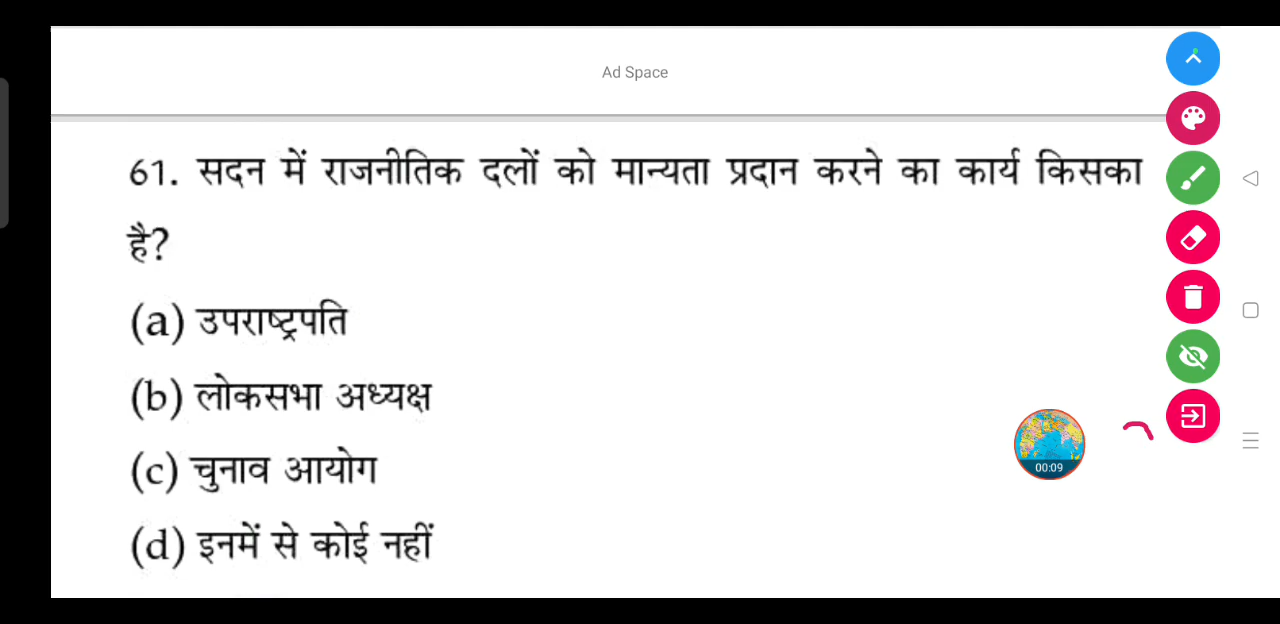 Ad Space
61. सदन में राजनीतिक दलों को मान्यता प्रदान करने का कार्य किसका
है?
(a) उपराष्ट्रपति
(b) लोकसभा अध्यक्ष
(c) चुनाव आयोग
(d) इनमें से कोई नहीं
00:09